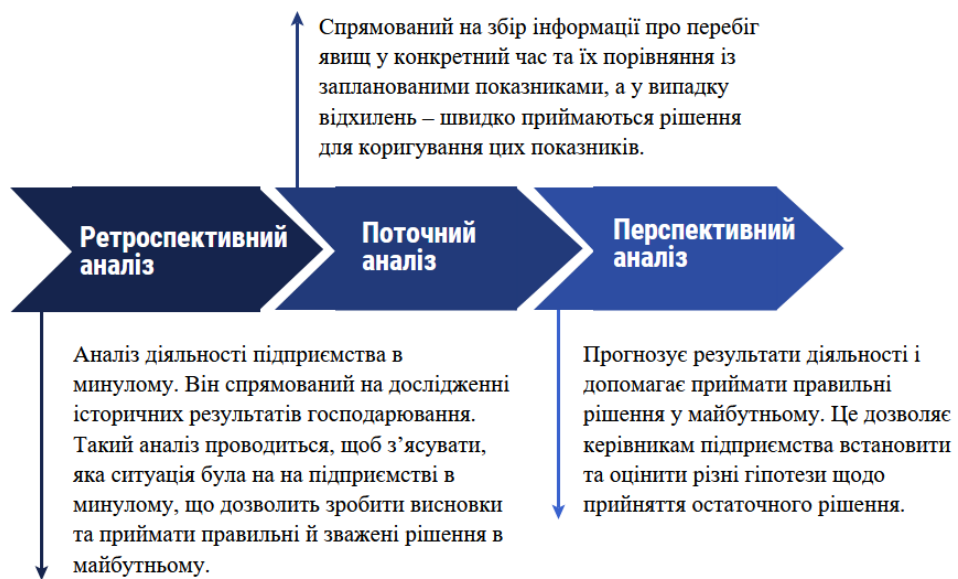 Спрямований на збір інформації про перебіг
явищ у конкретний час та їх порівняння із
запланованими показниками, а у випадку
відхилень – швидко приймаються рішення
для коригування цих показників.
Ретроспективний
аналіз
Поточний
аналіз
Перспективний
аналіз
Аналіз діяльності підприємства в
минулому. Він спрямований на дослідженні
історичних результатів господарювання.
Такий аналіз проводиться, щоб з’ясувати,
яка ситуація була на на підприємстві в
минулому, що дозволить зробити висновки
та приймати правильні й зважені рішення в
майбутньому.
Прогнозує результати діяльності і
допомагає приймати правильні
рішення у майбутньому. Це дозволяє
керівникам підприємства встановити
та оцінити різні гіпотези щодо
прийняття остаточного рішення.